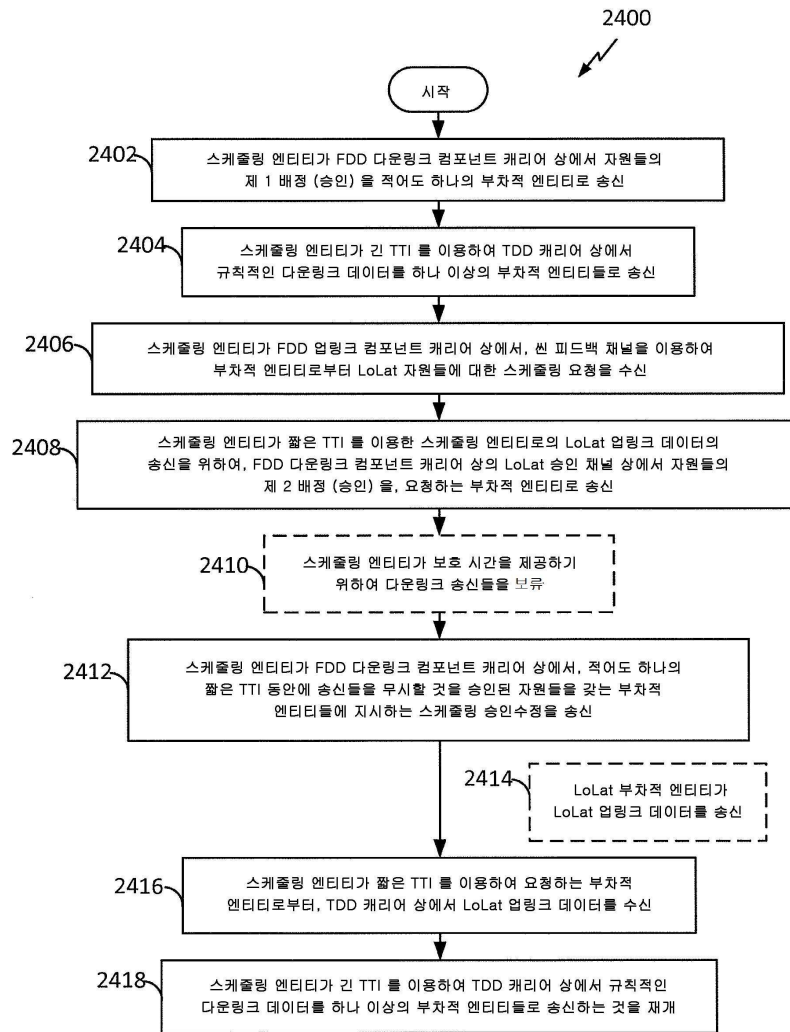 2400
시작
2402
스케줄링 엔티티가 FDD 다운링크 컴포넌트 캐리어 상에서 자원들의
제 1 배정 (승인) 을 적어도 하나의 부차적 엔티티로 송신
2404
스케줄링 엔티티가 긴 TTI 를 이용하여 TDD 캐리어 상에서
규칙적인 다운링크 데이터를 하나 이상의 부차적 엔티티들로 송신
2406
스케줄링 엔티티가 FDD 업링크 컴포넌트 캐리어 상에서, 씬 피드백 채널을 이용하여
부차적 엔티티로부터 LoLat 자원들에 대한 스케줄링 요청을 수신
2408
스케줄링 엔티티가 짧은 TTI 를 이용한 스케줄링 엔티티로의 LoLat 업링크 데이터의
송신을 위하여, FDD 다운링크 컴포넌트 캐리어 상의 LoLat 승인 채널 상에서 자원들의
제 2 배정 (승인) 을, 요청하는 부차적 엔티티로 송신
2410
스케줄링 엔티티가 보호 시간을 제공하기
위하여 다운링크 송신들을 보류
2412
스케줄링 엔티티가 FDD 다운링크 컴포넌트 캐리어 상에서, 적어도 하나의
짧은 TTI 동안에 송신들을 무시할 것을 승인된 자원들을 갖는 부차적
엔티티들에 지시하는 스케줄링 승인수정을 송신
2414
LoLat 부차적 엔티티가
LoLat 업링크 데이터를 송신
2416
스케줄링 엔티티가 짧은 TTI 를 이용하여 요청하는 부차적
엔티티로부터, TDD 캐리어 상에서 LoLat 업링크 데이터를 수신
2418
스케줄링 엔티티가 긴 TTI 를 이용하여 TDD 캐리어 상에서 규칙적인
다운링크 데이터를 하나 이상의 부차적 엔티티들로 송신하는 것을 재개